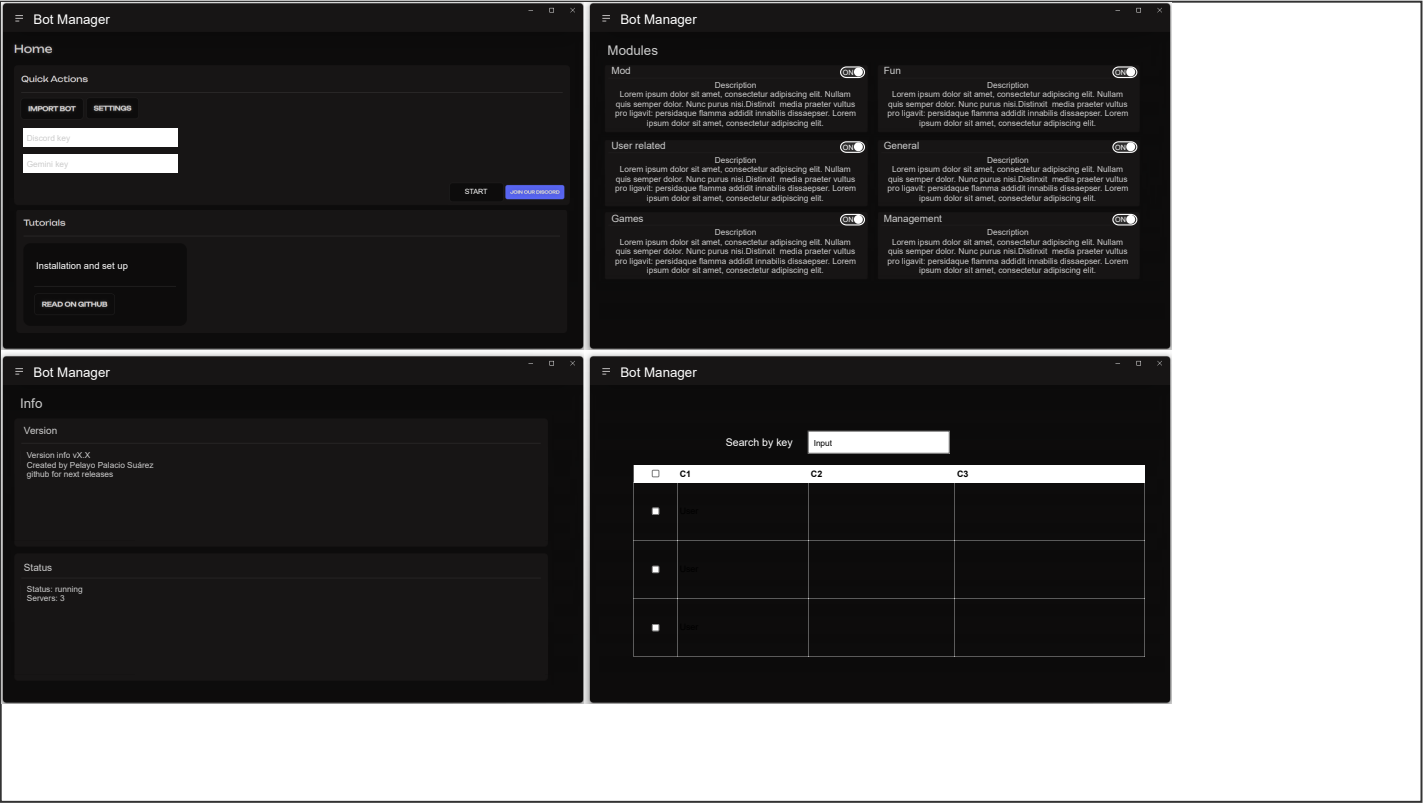 Bot Manager
Home
Quick Actions
IMPORT BOT
SETTINGS
Discord key
Gemini key
START
JOIN OUR DISCORD
Tutorials
Installation and set up
READ ON GITHUB
Bot Manager
Modules
Mod
ON
Description
Lorem ipsum dolor sit amet, consectetur adipiscing elit. Nullam
quis semper dolor. Nunc purus nisi.Distinxit  media praeter vultus
pro ligavit: persidaque flamma addidit innabilis dissaepser. Lorem
ipsum dolor sit amet, consectetur adipiscing elit.
Fun
ON
Description
Lorem ipsum dolor sit amet, consectetur adipiscing elit. Nullam
quis semper dolor. Nunc purus nisi.Distinxit  media praeter vultus
pro ligavit: persidaque flamma addidit innabilis dissaepser. Lorem
ipsum dolor sit amet, consectetur adipiscing elit.
User related
ON
Description
Lorem ipsum dolor sit amet, consectetur adipiscing elit. Nullam
quis semper dolor. Nunc purus nisi.Distinxit  media praeter vultus
pro ligavit: persidaque flamma addidit innabilis dissaepser. Lorem
ipsum dolor sit amet, consectetur adipiscing elit.
General
ON
Description
Lorem ipsum dolor sit amet, consectetur adipiscing elit. Nullam
quis semper dolor. Nunc purus nisi.Distinxit  media praeter vultus
pro ligavit: persidaque flamma addidit innabilis dissaepser. Lorem
ipsum dolor sit amet, consectetur adipiscing elit.
Games
ON
Description
Lorem ipsum dolor sit amet, consectetur adipiscing elit. Nullam
quis semper dolor. Nunc purus nisi.Distinxit  media praeter vultus
pro ligavit: persidaque flamma addidit innabilis dissaepser. Lorem
ipsum dolor sit amet, consectetur adipiscing elit.
Management
ON
Description
Lorem ipsum dolor sit amet, consectetur adipiscing elit. Nullam
quis semper dolor. Nunc purus nisi.Distinxit  media praeter vultus
pro ligavit: persidaque flamma addidit innabilis dissaepser. Lorem
ipsum dolor sit amet, consectetur adipiscing elit.
Bot Manager
Info
Version
Version info vX.X
Created by Pelayo Palacio Suárez
github for next releases
Status
Status: running
Servers: 3
Bot Manager
Search by key
Input
C1 C2 C3